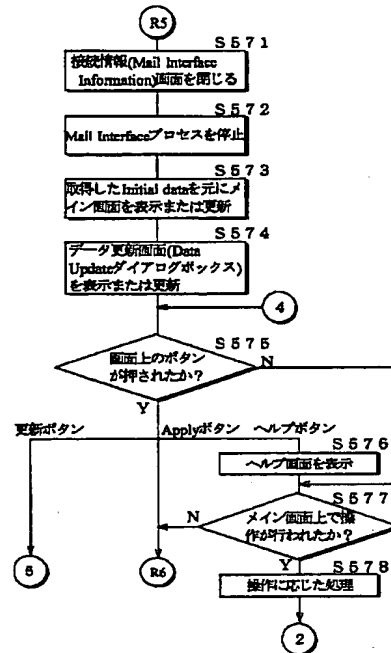 R5
S571
接続情報(Mail Interface
Information)画面を閉じる
S572
Mail Interfaceプロセスを停止
S573
取得したInitial dataを元にメ
イン画面を表示または更新
S574
データ更新画面(Data
Updateダイアログボックス)
を表示または更新
4
S575
画面上のボタン
が押されたか?
N
Y
更新ボタン
Applyボタン
ヘルプボタン
S576
ヘルプ画面を表示
S577
メイン画面上で操
作が行われたか?
N
Y
S578
操作に応じた処理
5
R6
2